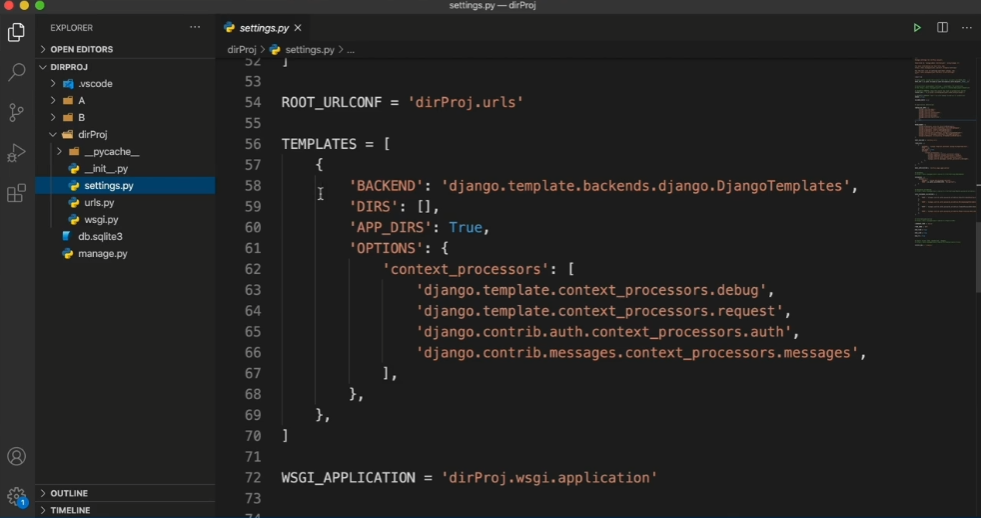 settings.py — dirProj
EXPLORER
OPEN EDITORS
DIRPROJ
.vscode
A
B
dirProj
__pycache__
__init__.py
settings.py
urls.py
wsgi.py
db.sqlite3
manage.py
OUTLINE
TIMELINE
1
settings.py
dirProj > settings.py > ...
52 ]
53
54 ROOT_URLCONF = 'dirProj.urls'
55
56 TEMPLATES = [
57 {
58 'BACKEND': 'django.template.backends.django.DjangoTemplates',
59 'DIRS': [],
60 'APP_DIRS': True,
61 'OPTIONS': {
62 'context_processors': [
63 'django.template.context_processors.debug',
64 'django.template.context_processors.request',
65 'django.contrib.auth.context_processors.auth',
66 'django.contrib.messages.context_processors.messages',
67 ],
68 },
69 },
70 ]
71
72 WSGI_APPLICATION = 'dirProj.wsgi.application'
73